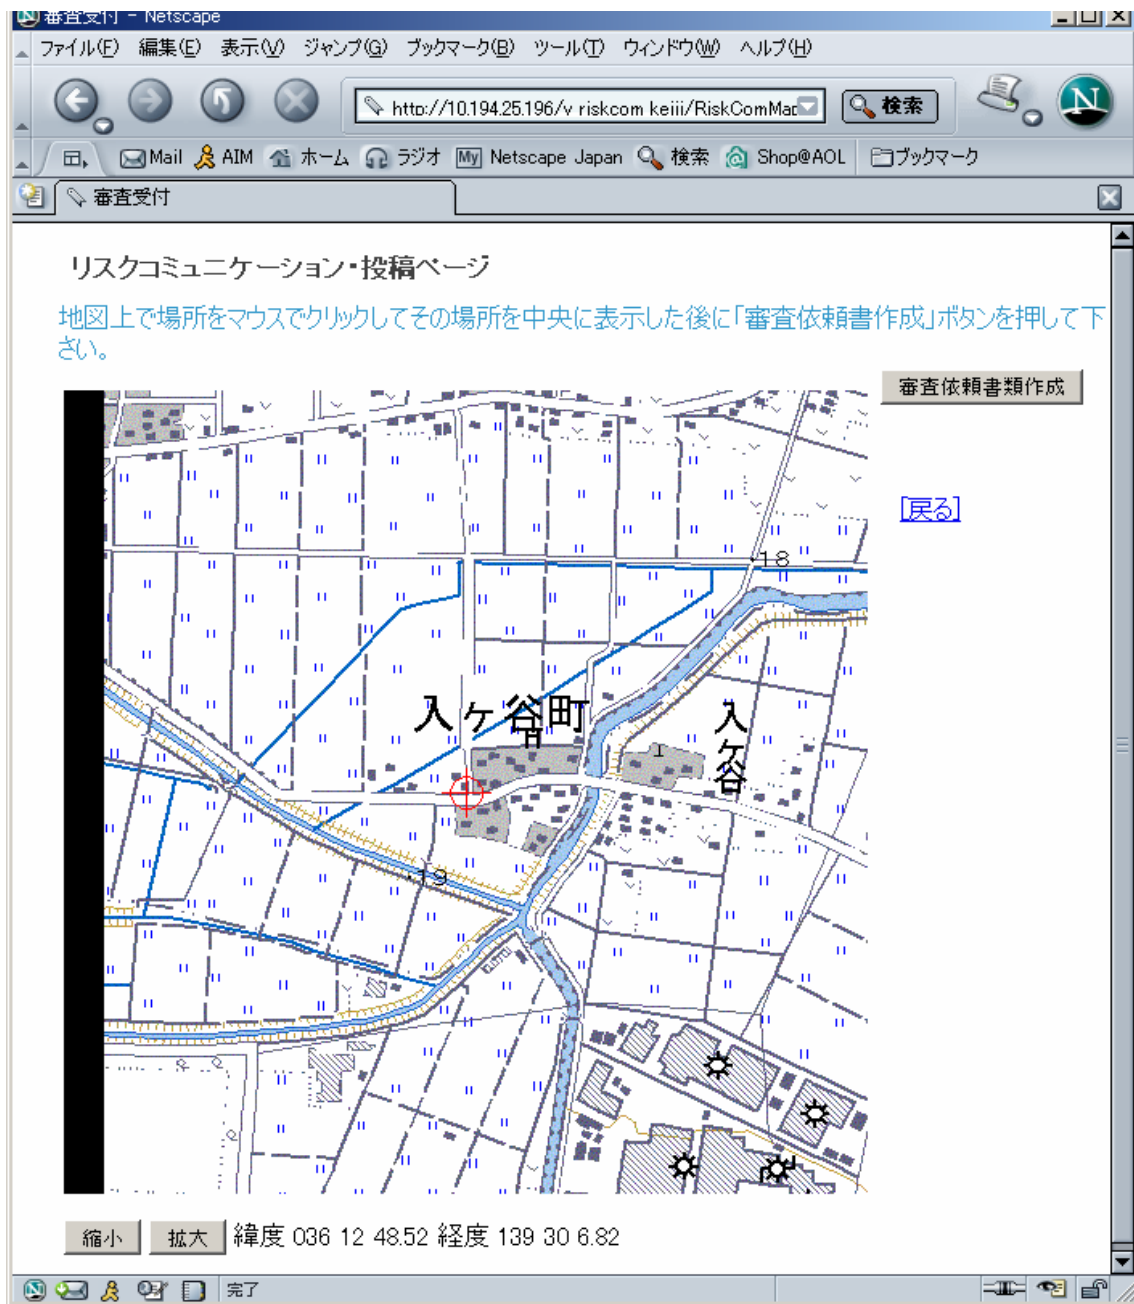 審査受付 - Netscape
ファイル(F) 編集(E) 表示(V) ジャンプ(G) ブックマーク(B) ツール(T) ウィンドウ(W) ヘルプ(H)
http://10.194.25.196/v riskcom keiii/RiskComMac 検索 N
Mail AIM ホーム ラジオ My Netscape Japan 検索 Shop@AOL ブックマーク
審査受付
リスクコミュニケーション・投稿ページ
地図上で場所をマウスでクリックしてその場所を中央に表示した後に「審査依頼書作成」ボタンを押して下
さい。
審査依頼書類作成
[戻る]
18
入ヶ谷町
入ヶ谷
19
縮小 拡大 緯度 036 12 48.52 経度 139 30 6.82
完了